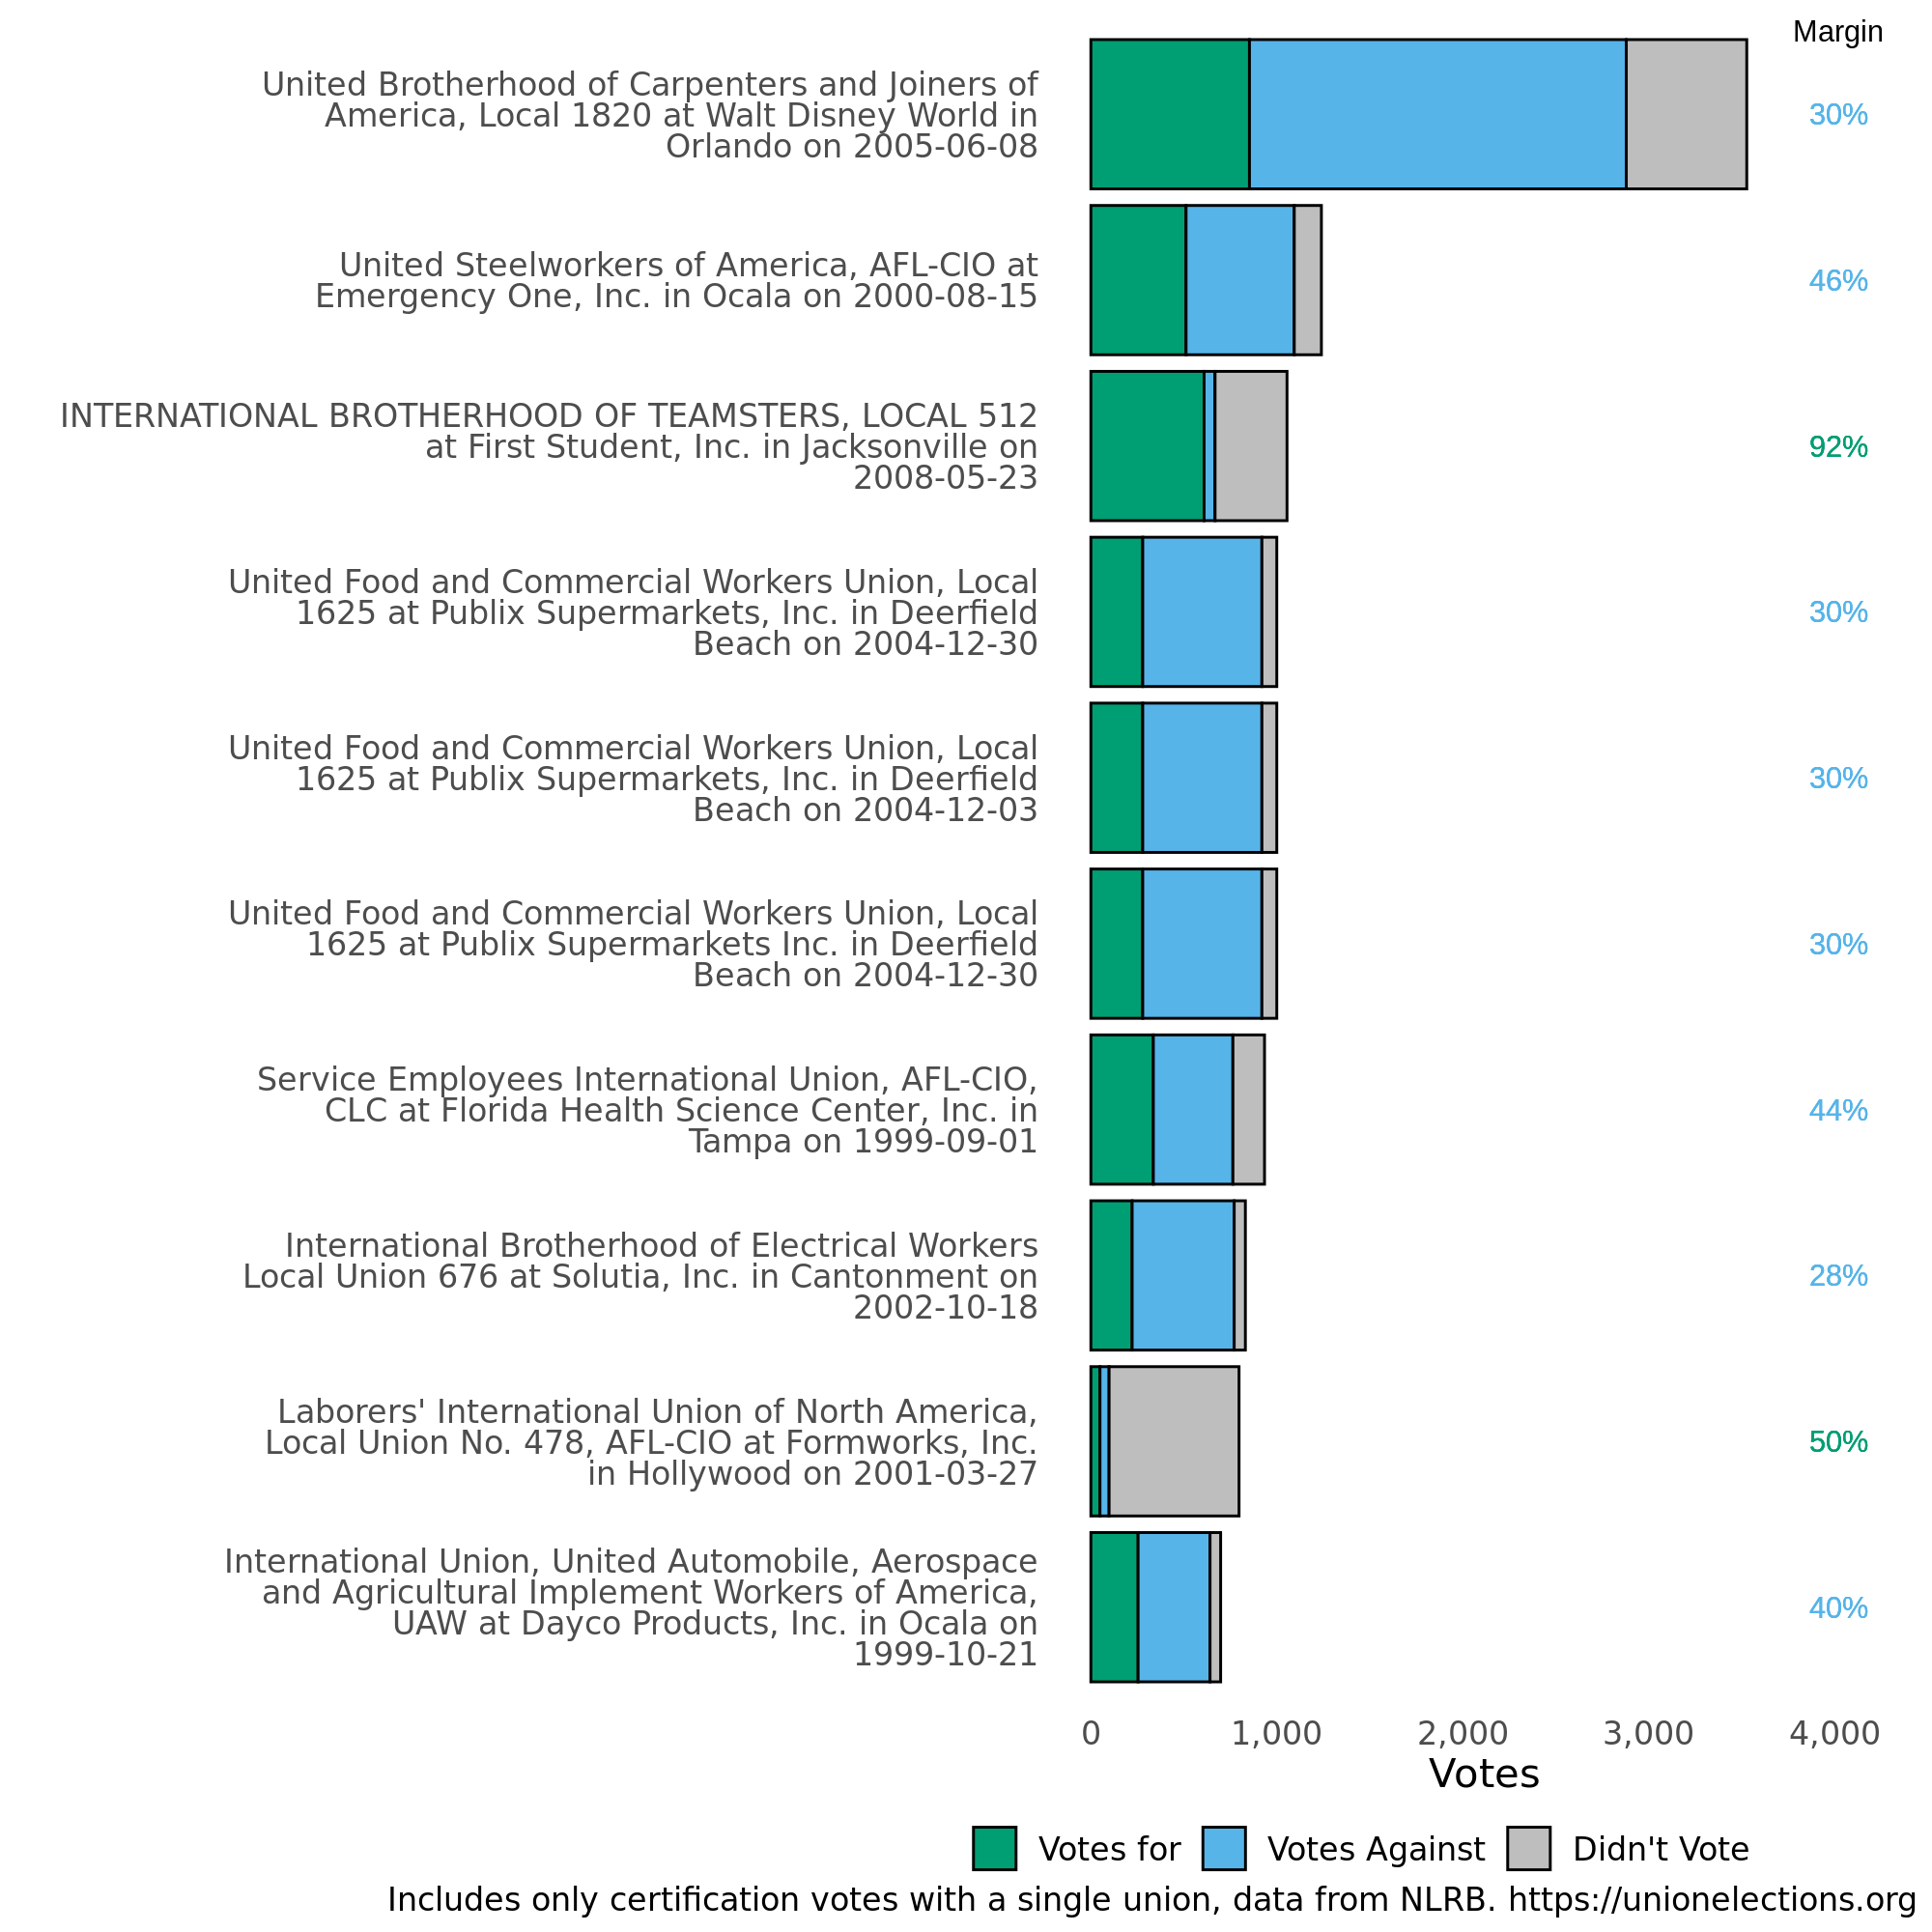 Margin
United Brotherhood of Carpenters and Joiners of
America, Local 1820 at Walt Disney World in
Orlando on 2005-06-08
30%
United Steelworkers of America, AFL-CIO at
Emergency One, Inc. in Ocala on 2000-08-15
46%
INTERNATIONAL BROTHERHOOD OF TEAMSTERS, LOCAL 512
at First Student, Inc. in Jacksonville on
2008-05-23
92%
United Food and Commercial Workers Union, Local
1625 at Publix Supermarkets, Inc. in Deerfield
Beach on 2004-12-30
30%
United Food and Commercial Workers Union, Local
1625 at Publix Supermarkets, Inc. in Deerfield
Beach on 2004-12-03
30%
United Food and Commercial Workers Union, Local
1625 at Publix Supermarkets Inc. in Deerfield
Beach on 2004-12-30
30%
Service Employees International Union, AFL-CIO,
CLC at Florida Health Science Center, Inc. in
Tampa on 1999-09-01
44%
International Brotherhood of Electrical Workers
Local Union 676 at Solutia, Inc. in Cantonment on
2002-10-18
28%
Laborers' International Union of North America,
Local Union No. 478, AFL-CIO at Formworks, Inc.
in Hollywood on 2001-03-27
50%
International Union, United Automobile, Aerospace
and Agricultural Implement Workers of America,
UAW at Dayco Products, Inc. in Ocala on
1999-10-21
40%
0 1,000 2,000 3,000 4,000
Votes
Votes for Votes Against Didn't Vote
Includes only certification votes with a single union, data from NLRB. https://unionelections.org